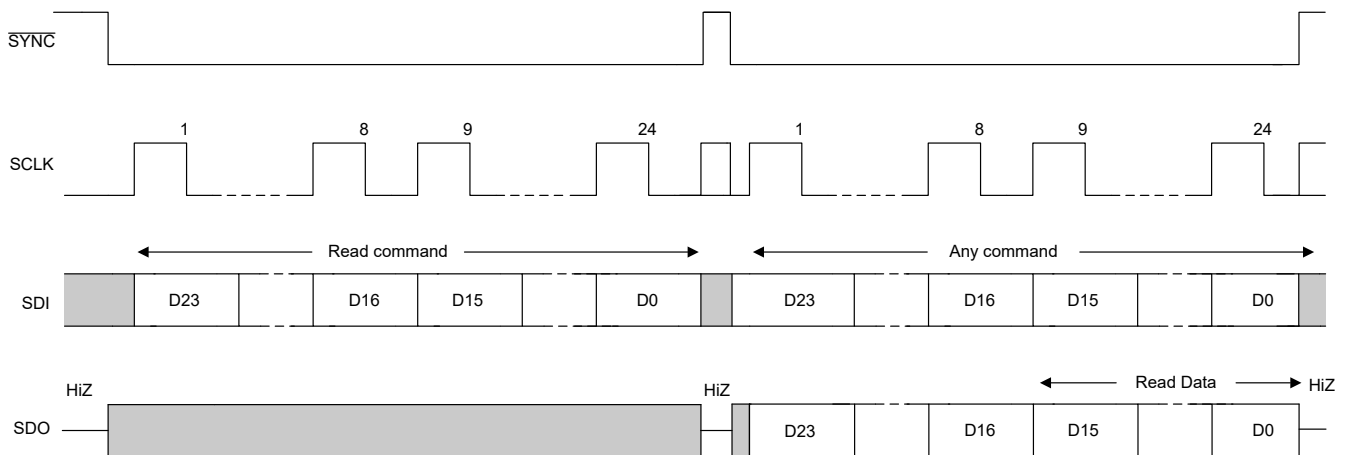 SYNC
1 8 9 24 1 8 9 24
SCLK
Read command Any command
SDI D23 D16 D15 D0 D23 D16 D15 D0
HiZ HiZ Read Data HiZ
SDO D23 D16 D15 D0